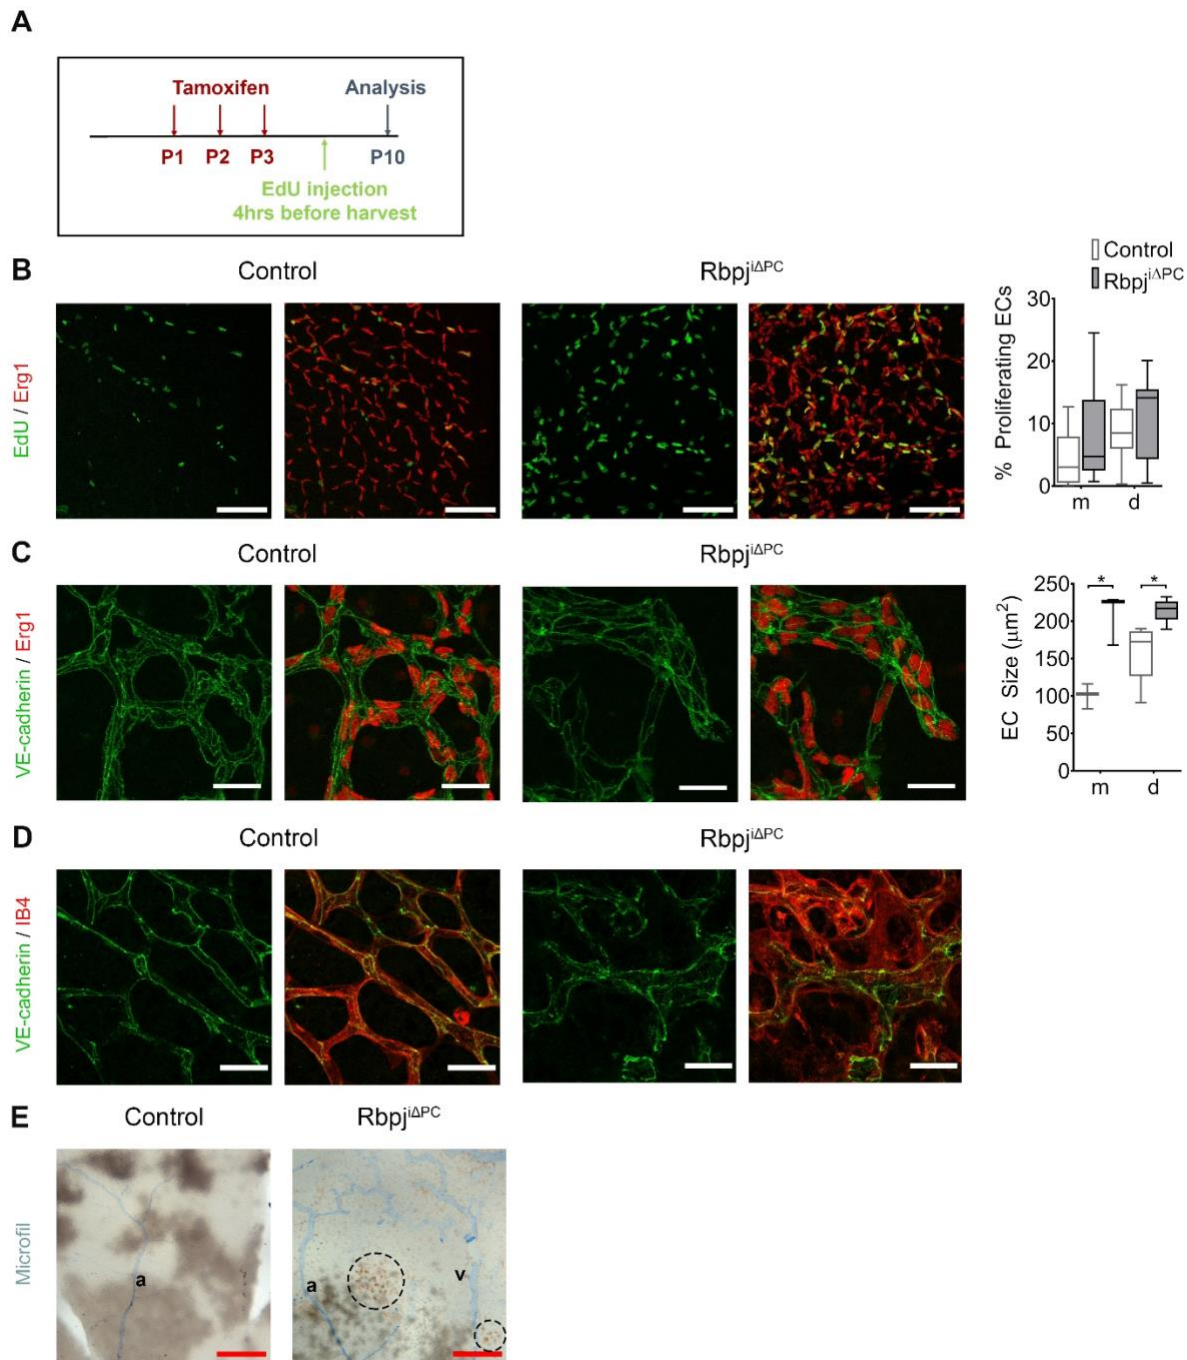 A
Tamoxifen Analysis
P1 P2 P3 P10
EdU injection
4hrs before harvest
B
Control
Rbpj^iΔPC
EdU / Erg1
Control
Rbpj^iΔPC
% Proliferating ECs
30
20
10
0
m d
C
Control
Rbpj^iΔPC
VE-cadherin / Erg1
EC Size (μm²)
250
200
150
100
50
0
* *
m d
D
Control
Rbpj^iΔPC
VE-cadherin / IB4
E
Control
Rbpj^iΔPC
Microfil
a
a
v